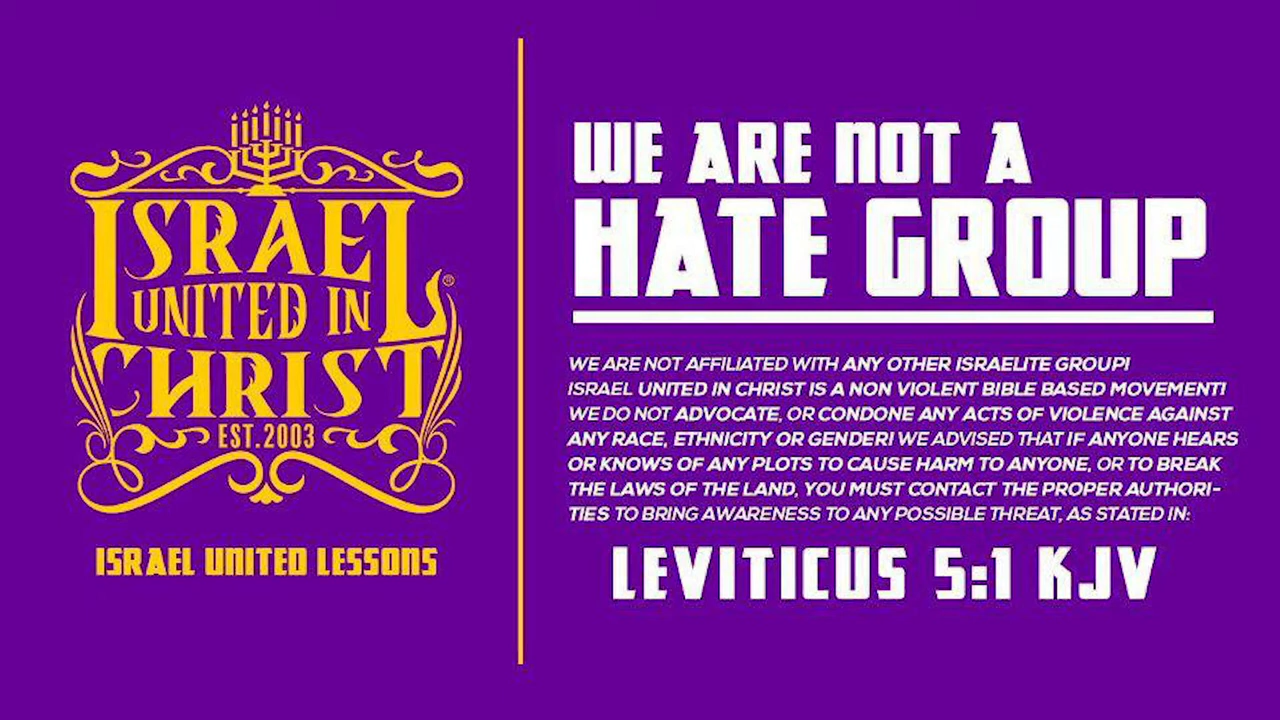 ISRAEL
UNITED IN
CHRIST®
EST. 2003
ISRAEL UNITED LESSONS
WE ARE NOT A
HATE GROUP
WE ARE NOT AFFILIATED WITH ANY OTHER ISRAELITE GROUP!
ISRAEL UNITED IN CHRIST IS A NON VIOLENT BIBLE BASED MOVEMENT!
WE DO NOT ADVOCATE, OR CONDONE ANY ACTS OF VIOLENCE AGAINST
ANY RACE, ETHNICITY OR GENDER! WE ADVISED THAT IF ANYONE HEARS
OR KNOWS OF ANY PLOTS TO CAUSE HARM TO ANYONE, OR TO BREAK
THE LAWS OF THE LAND, YOU MUST CONTACT THE PROPER AUTHORI-
TIES TO BRING AWARENESS TO ANY POSSIBLE THREAT, AS STATED IN:
LEVITICUS 5:1 KJV